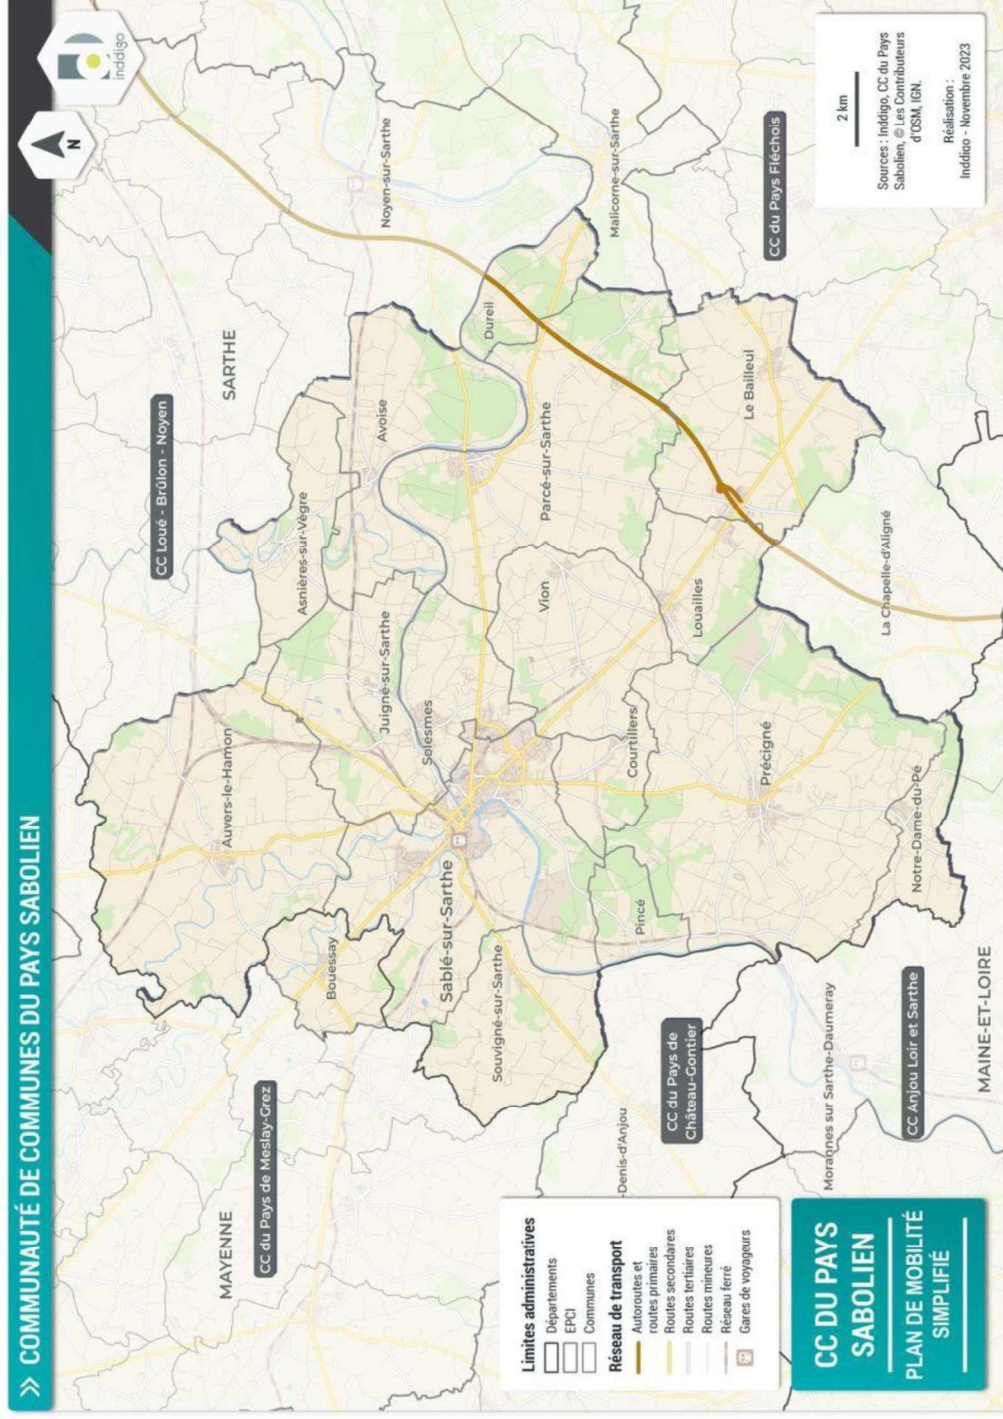 >> COMMUNAUTÉ DE COMMUNES DU PAYS SABOLIEN
N
inddigo
MAYENNE
CC du Pays de Meslay-Grez
CC Loué - Brûlon - Noyen
SARTHE
Auvers-le-Hamon
Asnières-sur-Vègre
Bouessay
Juigné-sur-Sarthe
Avoise
Noyen-sur-Sarthe
Solesmes
Sablé-sur-Sarthe
Dureil
Souvigné-sur-Sarthe
Parcé-sur-Sarthe
Vion
Malicorne-sur-Sarthe
-Denis-d'Anjou
Courtillers
Pincé
CC du Pays de
Château-Gontier
Louailles
Le Bailleul
CC du Pays Fléchois
Précigné
Morannes sur Sarthe-Daumeray
La Chapelle-d'Aligné
Notre-Dame-du-Pé
CC Anjou Loir et Sarthe
MAINE-ET-LOIRE
Limites administratives
Départements
EPCI
Communes
Réseau de transport
Autoroutes et
routes primaires
Routes secondaires
Routes tertiaires
Routes mineures
Réseau ferré
Gares de voyageurs
CC DU PAYS
SABOLIEN
PLAN DE MOBILITÉ
SIMPLIFIÉ
2 km
Sources : Inddigo, CC du Pays
Sabolien, © Les Contributeurs
d'OSM, IGN.
Réalisation :
Inddigo - Novembre 2023